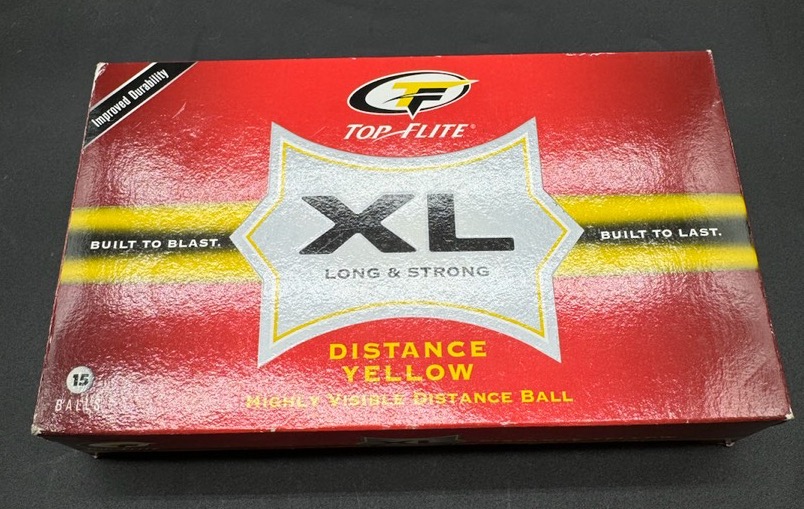 Improved Durability
TF
TOP FLITE®
XL
LONG & STRONG
BUILT TO BLAST.
BUILT TO LAST.
DISTANCE
YELLOW
HIGHLY VISIBLE DISTANCE BALL
15
BALLS
XL